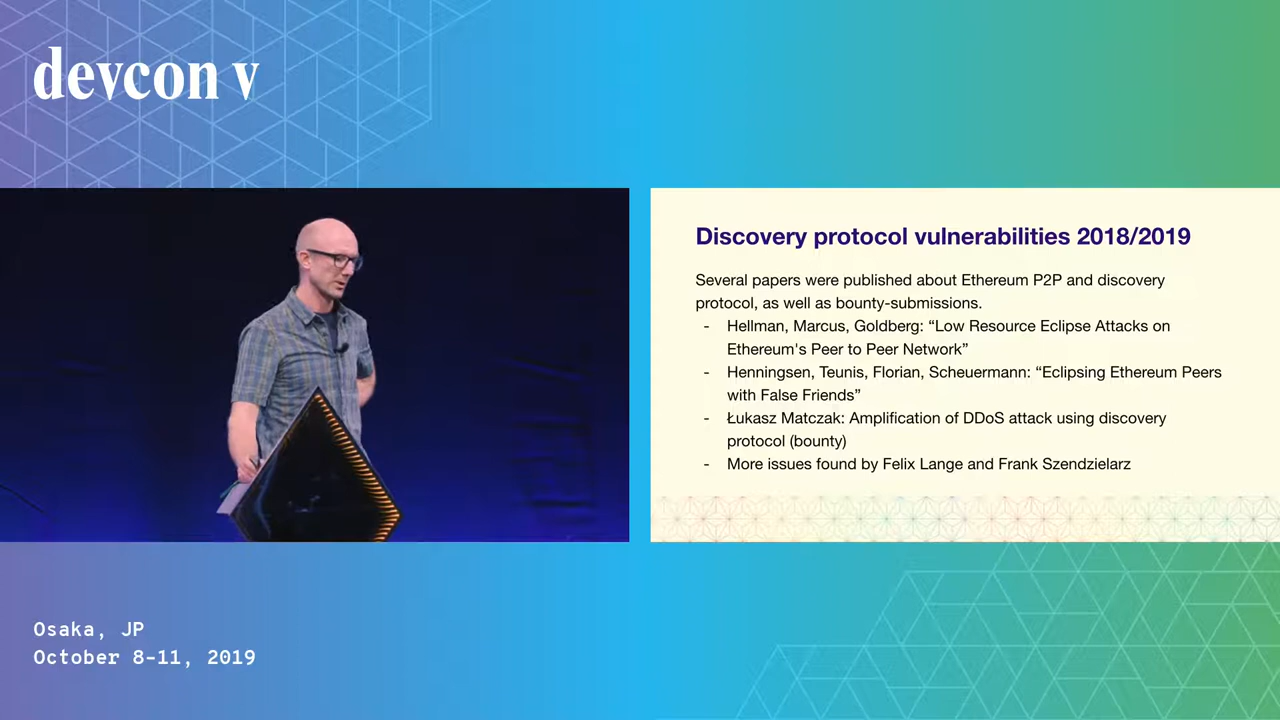 devcon v
Discovery protocol vulnerabilities 2018/2019
Several papers were published about Ethereum P2P and discovery
protocol, as well as bounty-submissions.
- Hellman, Marcus, Goldberg: “Low Resource Eclipse Attacks on
Ethereum's Peer to Peer Network”
- Henningsen, Teunis, Florian, Scheuermann: “Eclipsing Ethereum Peers
with False Friends”
- Łukasz Matczak: Amplification of DDoS attack using discovery
protocol (bounty)
- More issues found by Felix Lange and Frank Szendzielarz
Osaka, JP
October 8-11, 2019